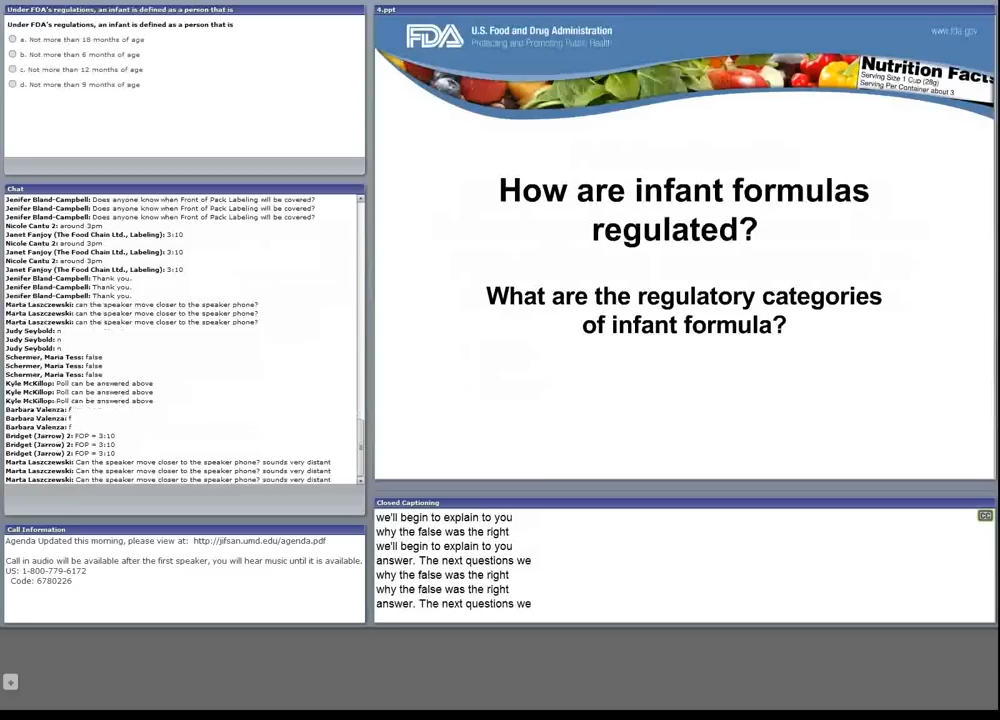 Under FDA's regulations, an infant is defined as a person that is
Under FDA's regulations, an infant is defined as a person that is
a. Not more than 18 months of age
b. Not more than 6 months of age
c. Not more than 12 months of age
d. Not more than 9 months of age
Chat
Jenifer Bland-Campbell: Does anyone know when Front of Pack Labeling will be covered?
Jenifer Bland-Campbell: Does anyone know when Front of Pack Labeling will be covered?
Jenifer Bland-Campbell: Does anyone know when Front of Pack Labeling will be covered?
Nicole Cantu 2: around 3pm
Janet Fanjoy (The Food Chain Ltd., Labeling): 3:10
Nicole Cantu 2: around 3pm
Janet Fanjoy (The Food Chain Ltd., Labeling): 3:10
Nicole Cantu 2: around 3pm
Janet Fanjoy (The Food Chain Ltd., Labeling): 3:10
Jenifer Bland-Campbell: Thank you.
Jenifer Bland-Campbell: Thank you.
Jenifer Bland-Campbell: Thank you.
Marta Laszczewski: can the speaker move closer to the speaker phone?
Marta Laszczewski: can the speaker move closer to the speaker phone?
Marta Laszczewski: can the speaker move closer to the speaker phone?
Judy Seybold: n
Judy Seybold: n
Judy Seybold: n
Schermer, Maria Tess: false
Schermer, Maria Tess: false
Schermer, Maria Tess: false
Kyle McKillop: Poll can be answered above
Kyle McKillop: Poll can be answered above
Kyle McKillop: Poll can be answered above
Barbara Valenza: f
Barbara Valenza: f
Barbara Valenza: f
Bridget (Jarrow) 2: FOP = 3:10
Bridget (Jarrow) 2: FOP = 3:10
Bridget (Jarrow) 2: FOP = 3:10
Marta Laszczewski: Can the speaker move closer to the speaker phone? sounds very distant
Marta Laszczewski: Can the speaker move closer to the speaker phone? sounds very distant
Marta Laszczewski: Can the speaker move closer to the speaker phone? sounds very distant
Call Information
Agenda Updated this morning, please view at: http://jifsan.umd.edu/agenda.pdf
Call in audio will be available after the first speaker, you will hear music until it is available.
US: 1-800-779-6172
Code: 6780226
4.ppt
FDA U.S. Food and Drug Administration
Protecting and Promoting Public Health
www.fda.gov
Nutrition Facts
Serving Size 1 Cup (28g)
Serving Per Container about 3
How are infant formulas
regulated?
What are the regulatory categories
of infant formula?
Closed Captioning
CC
we'll begin to explain to you
why the false was the right
we'll begin to explain to you
answer. The next questions we
why the false was the right
why the false was the right
answer. The next questions we